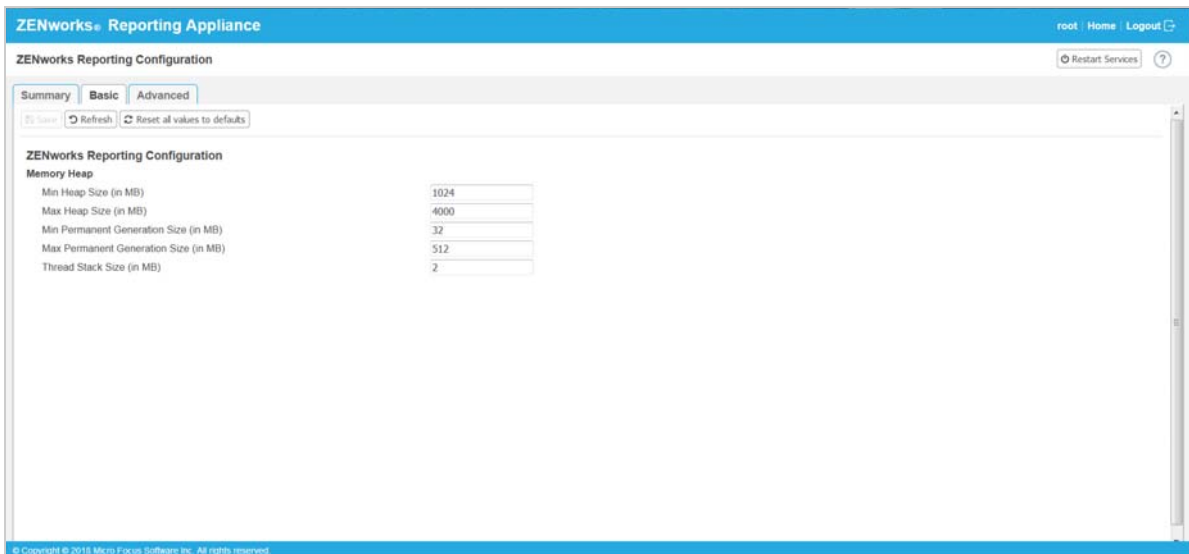 ZENworks® Reporting Appliance
root | Home | Logout
ZENworks Reporting Configuration
Restart Services ?
Summary Basic Advanced
Save Refresh Reset all values to defaults
ZENworks Reporting Configuration
Memory Heap
Min Heap Size (in MB) 1024
Max Heap Size (in MB) 4000
Min Permanent Generation Size (in MB) 32
Max Permanent Generation Size (in MB) 512
Thread Stack Size (in MB) 2
© Copyright © 2018 Micro Focus Software Inc. All rights reserved.